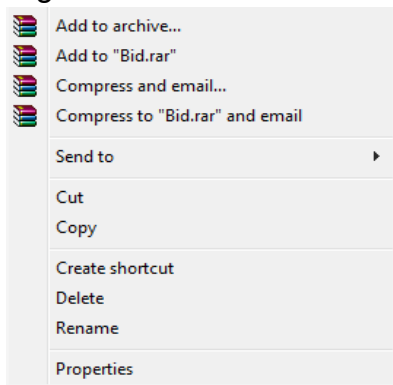 Add to archive...
Add to "Bid.rar"
Compress and email...
Compress to "Bid.rar" and email
Send to
Cut
Copy
Create shortcut
Delete
Rename
Properties